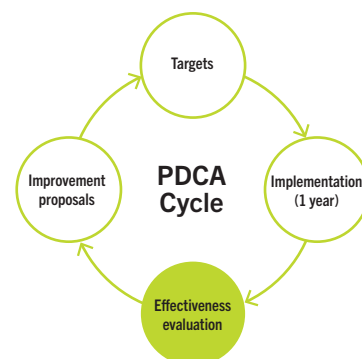 Targets
Implementation
(1 year)
Effectiveness
evaluation
Improvement
proposals
PDCA
Cycle